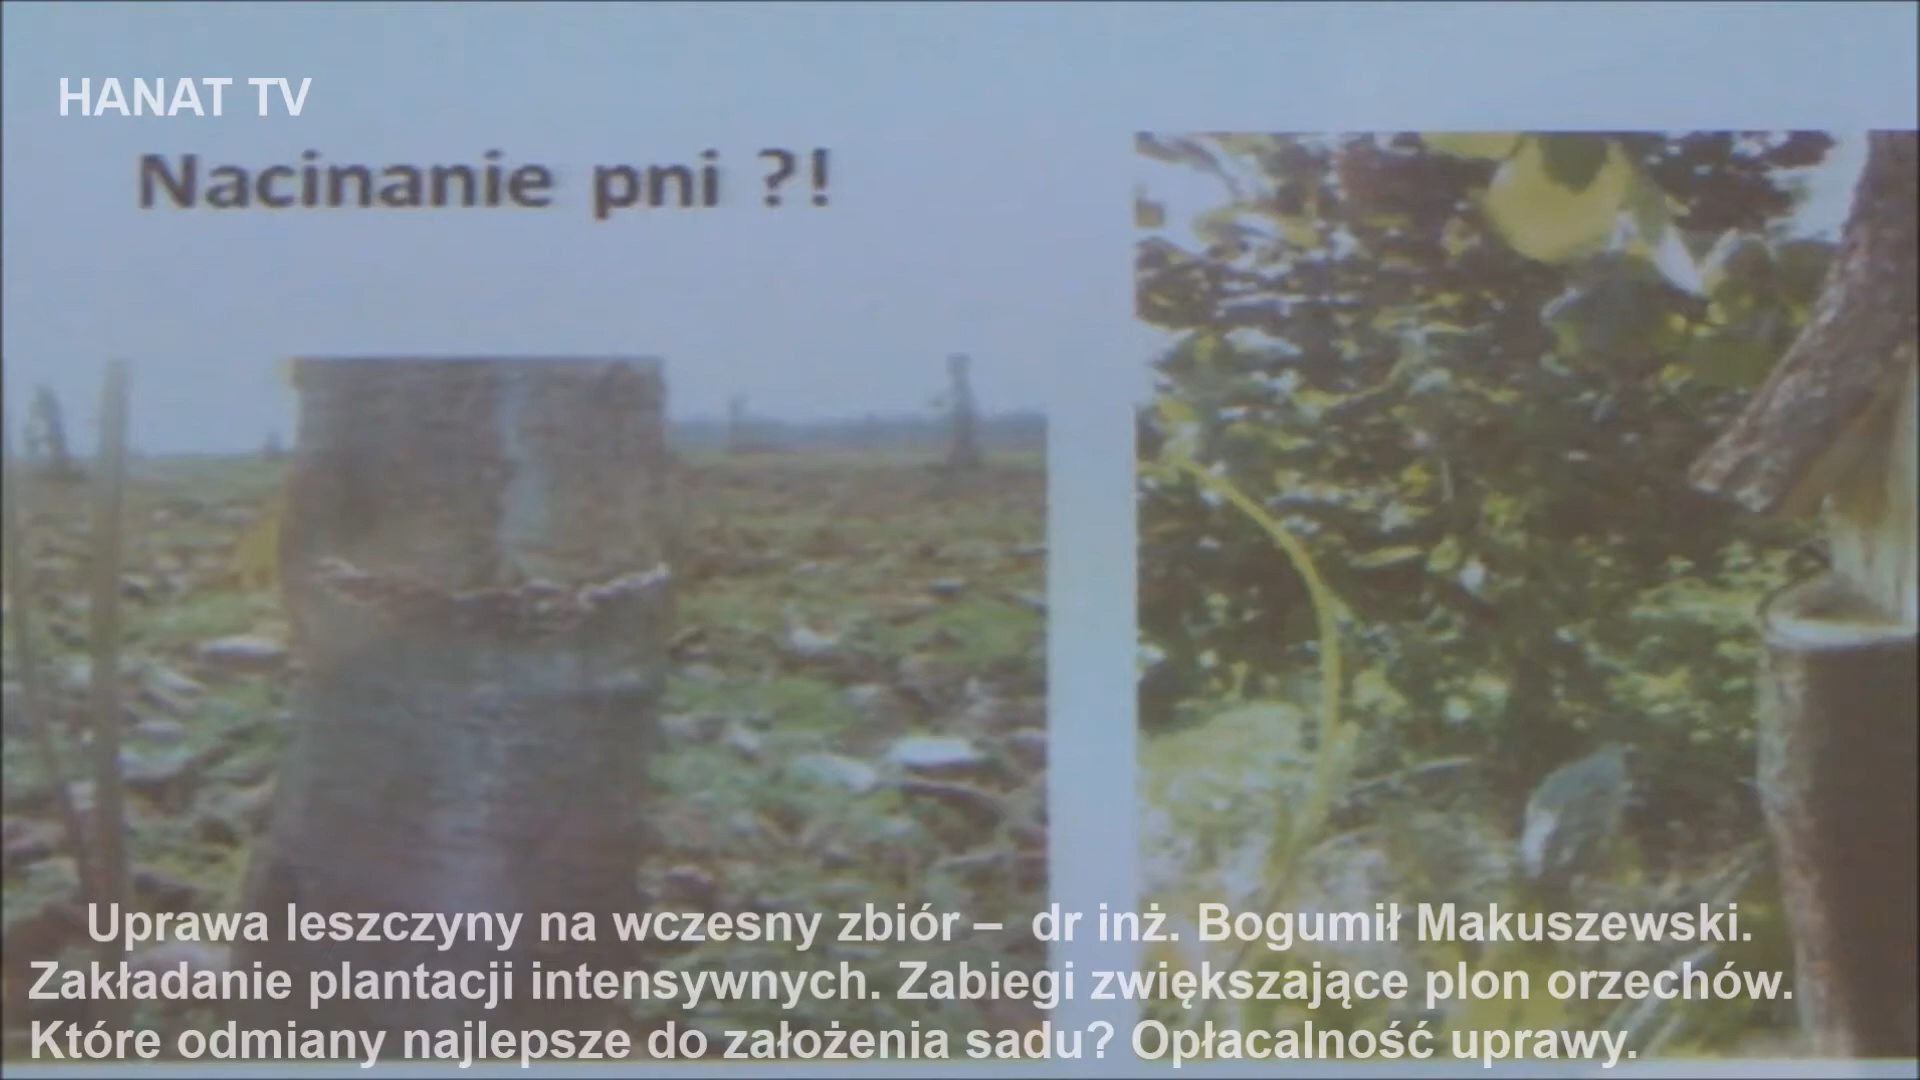 HANAT TV
Nacinanie pni ?!
Uprawa leszczyny na wczesny zbiór – dr inż. Bogumił Makuszewski.
Zakładanie plantacji intensywnych. Zabiegi zwiększające plon orzechów.
Które odmiany najlepsze do założenia sadu? Opłacalność uprawy.